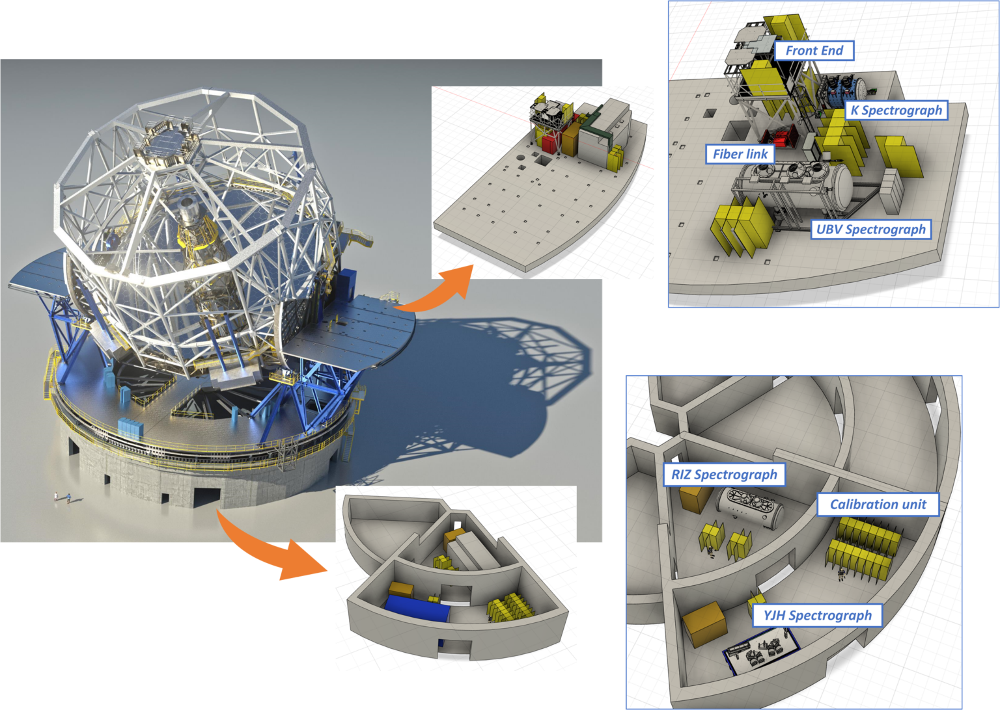 Front End
K Spectrograph
Fiber link
UBV Spectrograph
RIZ Spectrograph
Calibration unit
YJH Spectrograph